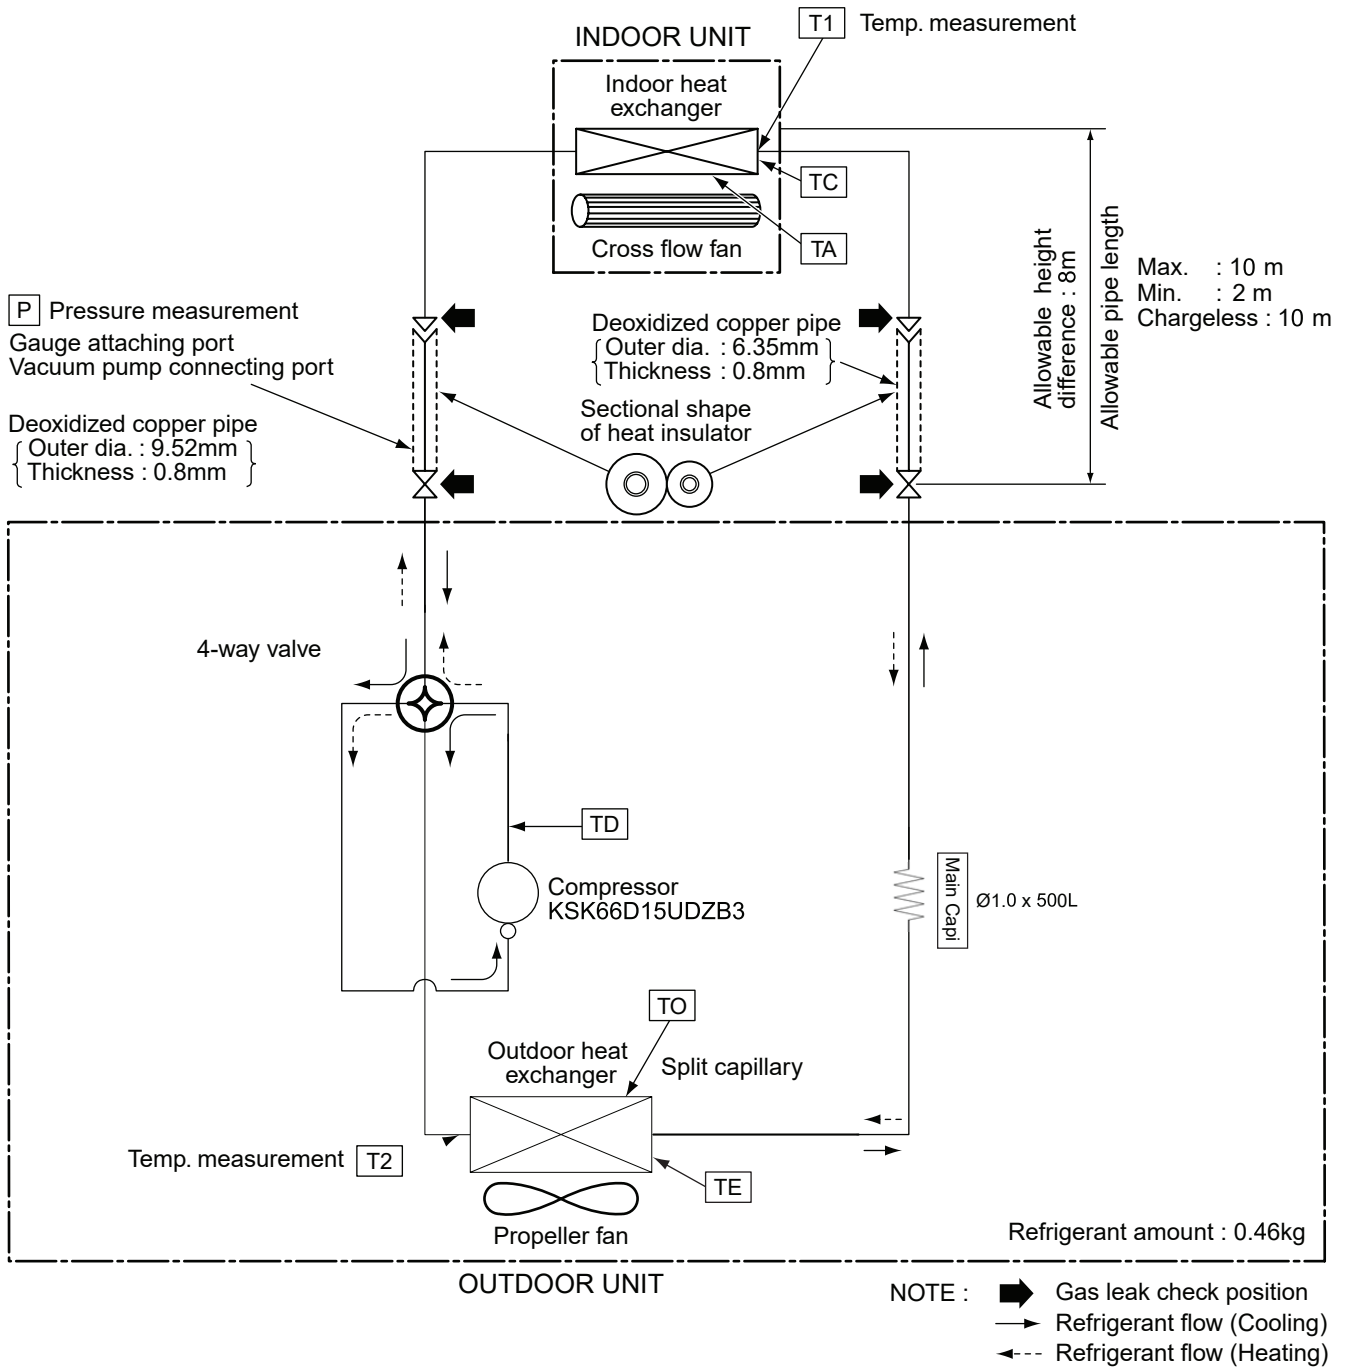 T1 Temp. measurement
INDOOR UNIT
Indoor heat
exchanger
TC
TA
Cross flow fan
Allowable height
difference : 8m
Allowable pipe length
Max. : 10 m
Min. : 2 m
Chargeless : 10 m
P Pressure measurement
Gauge attaching port
Vacuum pump connecting port
Deoxidized copper pipe
Outer dia. : 9.52mm
Thickness : 0.8mm
Deoxidized copper pipe
Outer dia. : 6.35mm
Thickness : 0.8mm
Sectional shape
of heat insulator
4-way valve
TD
Compressor
KSK66D15UDZB3
Main Capi
Ø1.0 x 500L
TO
Outdoor heat
exchanger
Split capillary
Temp. measurement T2
TE
Propeller fan
Refrigerant amount : 0.46kg
OUTDOOR UNIT
NOTE :
Gas leak check position
Refrigerant flow (Cooling)
Refrigerant flow (Heating)